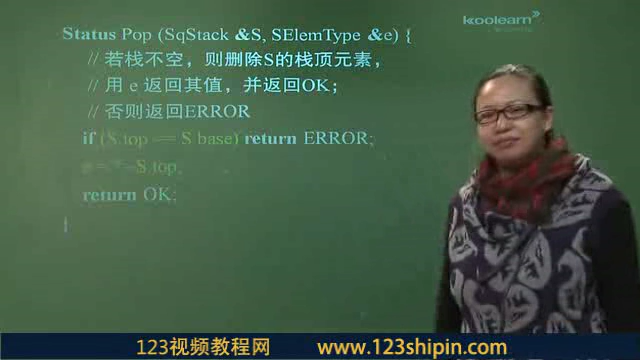 koolearn
Status Pop (SqStack &S, SElemType &e) {
// 若栈不空，则删除S的栈顶元素，
// 用 e 返回其值，并返回OK；
// 否则返回ERROR
if (S.top == S.base) return ERROR;
e = *--S.top;
return OK;
}
123视频教程网 www.123shipin.com